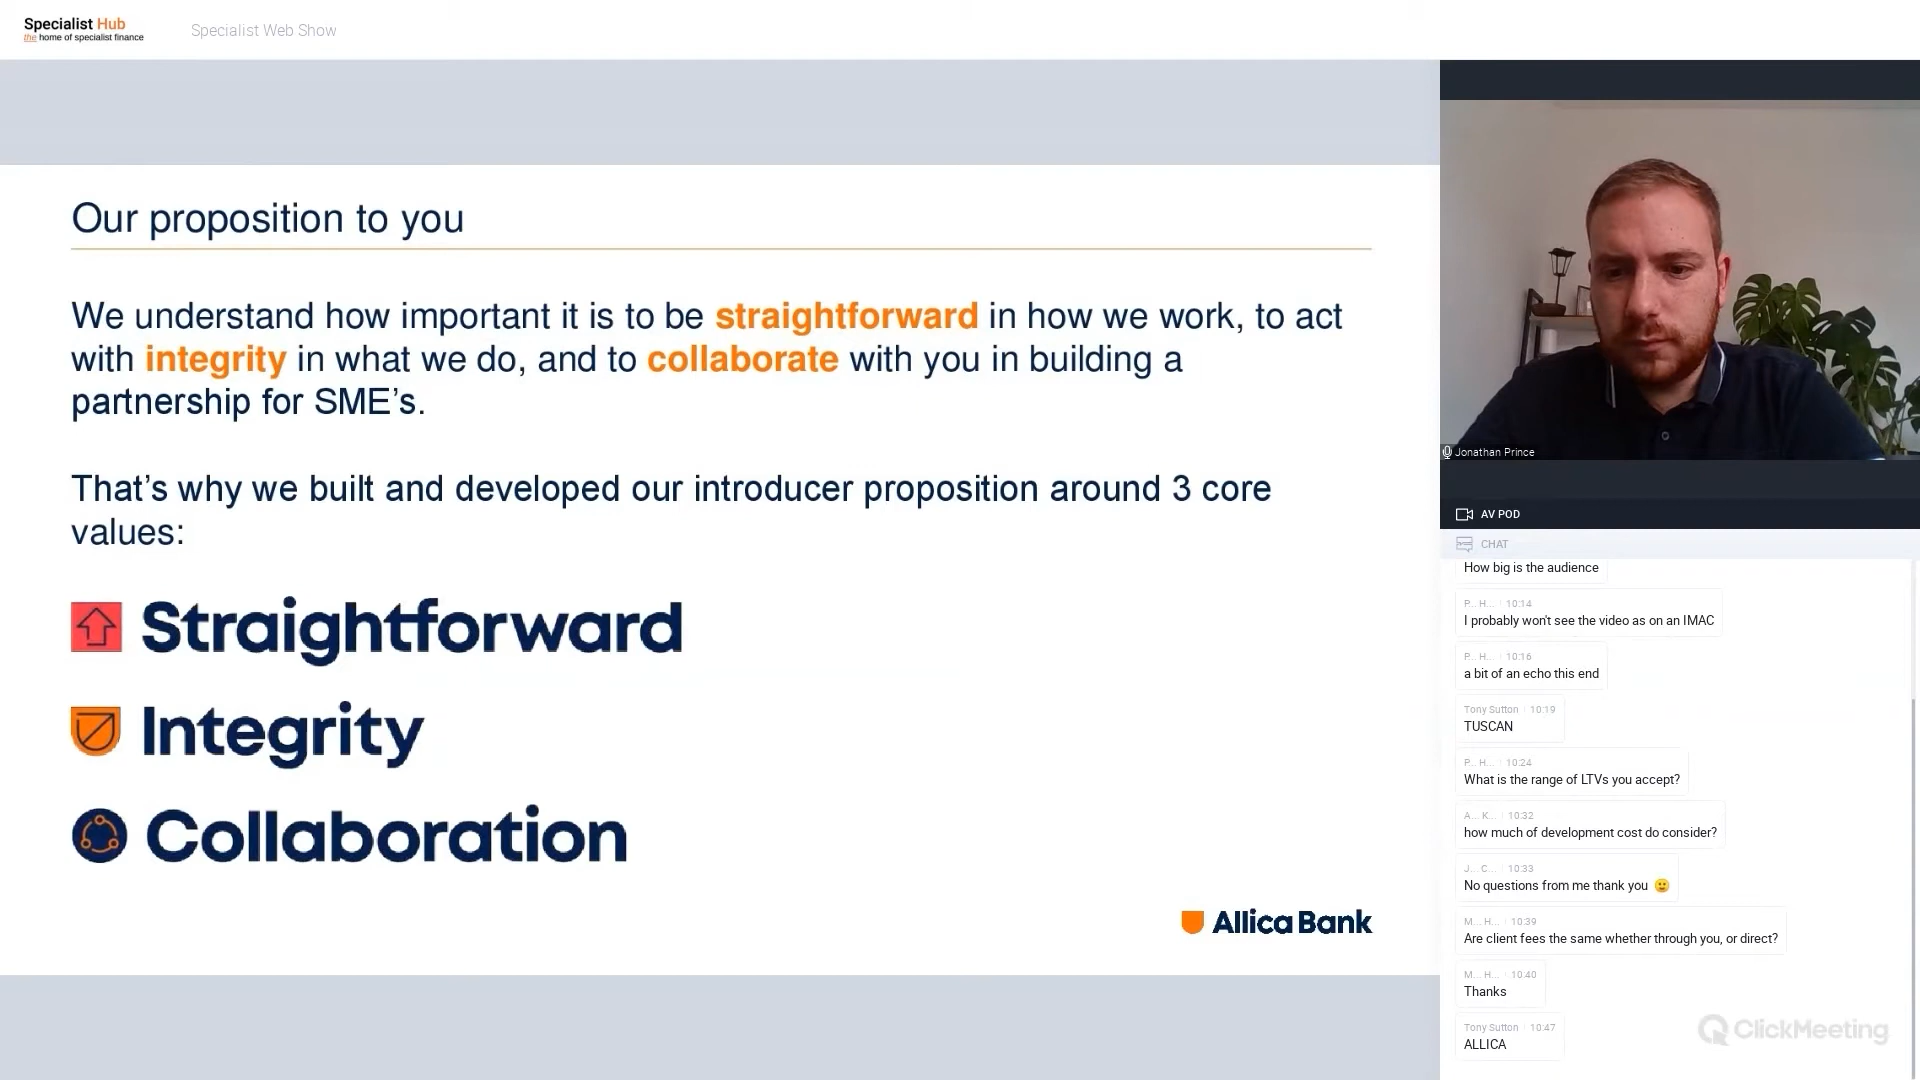 Specialist Hub
the home of specialist finance
Specialist Web Show
Our proposition to you
We understand how important it is to be straightforward in how we work, to act
with integrity in what we do, and to collaborate with you in building a
partnership for SME’s.
That’s why we built and developed our introducer proposition around 3 core
values:
Straightforward
Integrity
Collaboration
Allica Bank
Jonathan Prince
AV POD
CHAT
How big is the audience
P... H... 10:14
I probably won't see the video as on an IMAC
P... H... 10:16
a bit of an echo this end
Tony Sutton 10:19
TUSCAN
P... H... 10:24
What is the range of LTVs you accept?
A... K... 10:32
how much of development cost do consider?
J... C... 10:33
No questions from me thank you 🙂
M... H... 10:39
Are client fees the same whether through you, or direct?
M... H... 10:40
Thanks
Tony Sutton 10:47
ALLICA
ClickMeeting